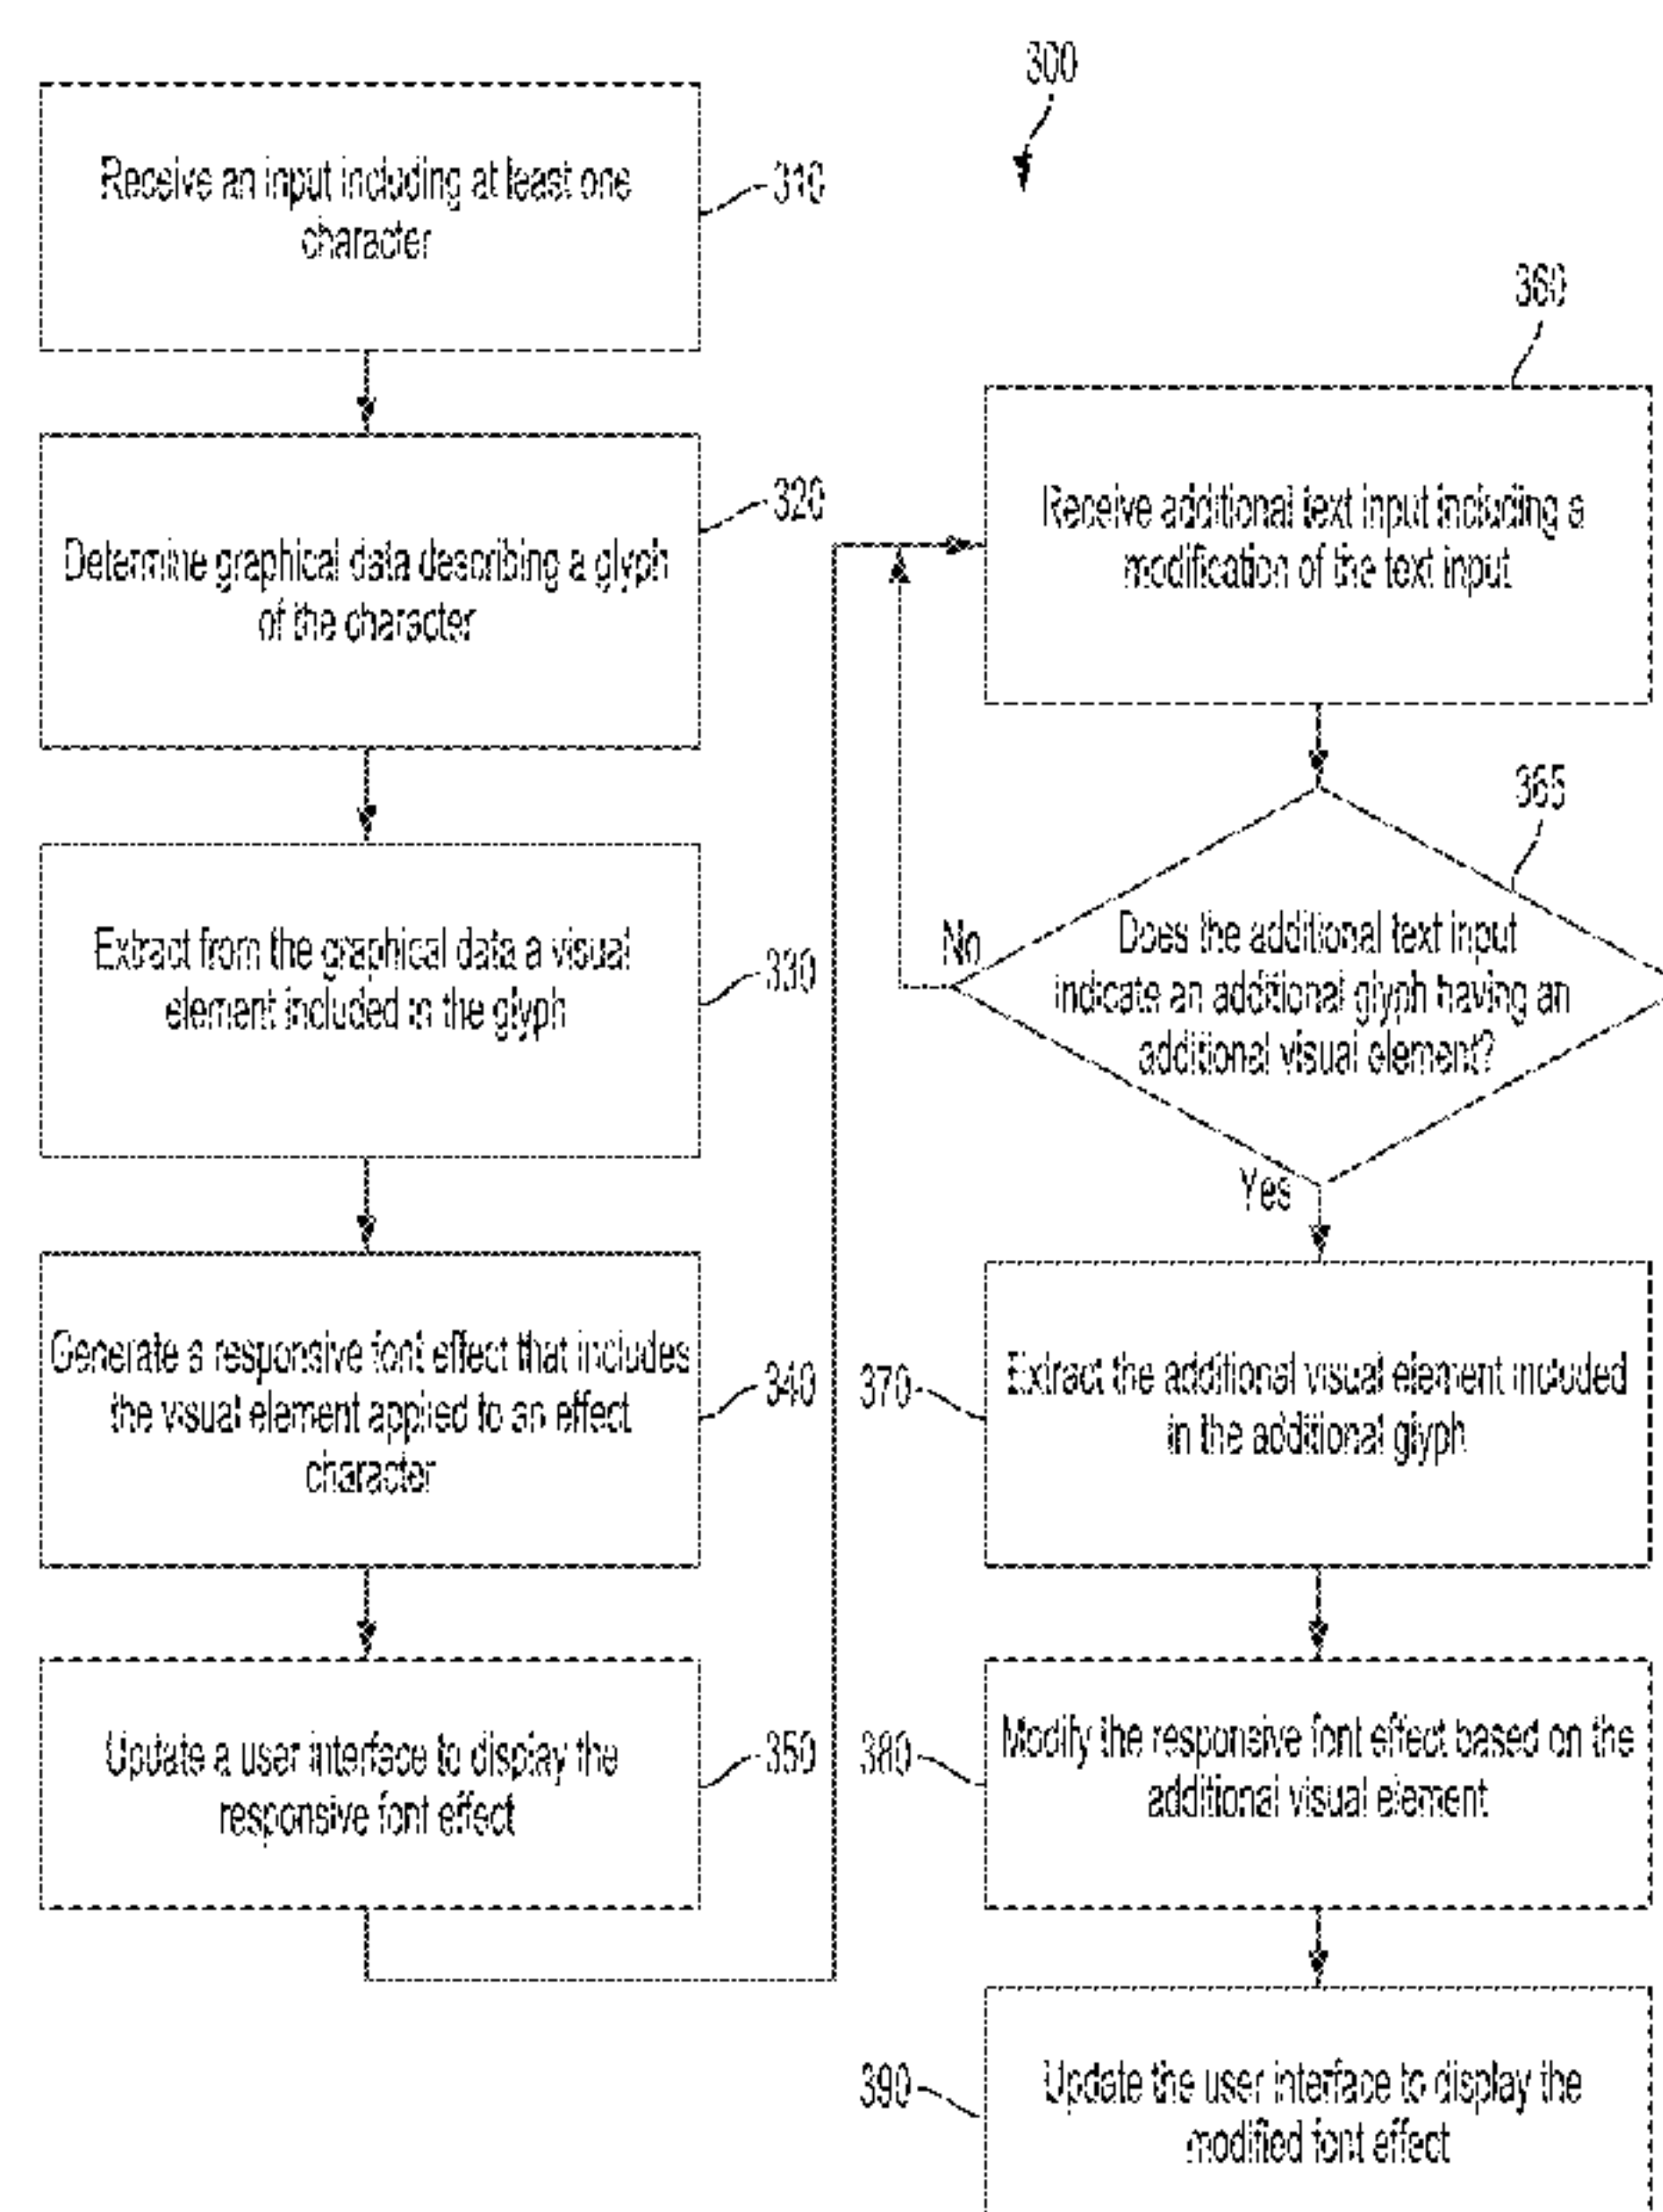 300
Receive an input including at least one
character
310
Determine graphical data describing a glyph
of the character
320
Extract from the graphical data a visual
element included in the glyph
330
Generate a responsive font effect that includes
the visual element applied to an effect
character
340
Update a user interface to display the
responsive font effect
350
360
Receive additional text input including a
modification of the text input
365
Does the additional text input
indicate an additional glyph having an
additional visual element?
No
Yes
370
Extract the additional visual element included
in the additional glyph
380
Modify the responsive font effect based on the
additional visual element
390
Update the user interface to display the
modified font effect